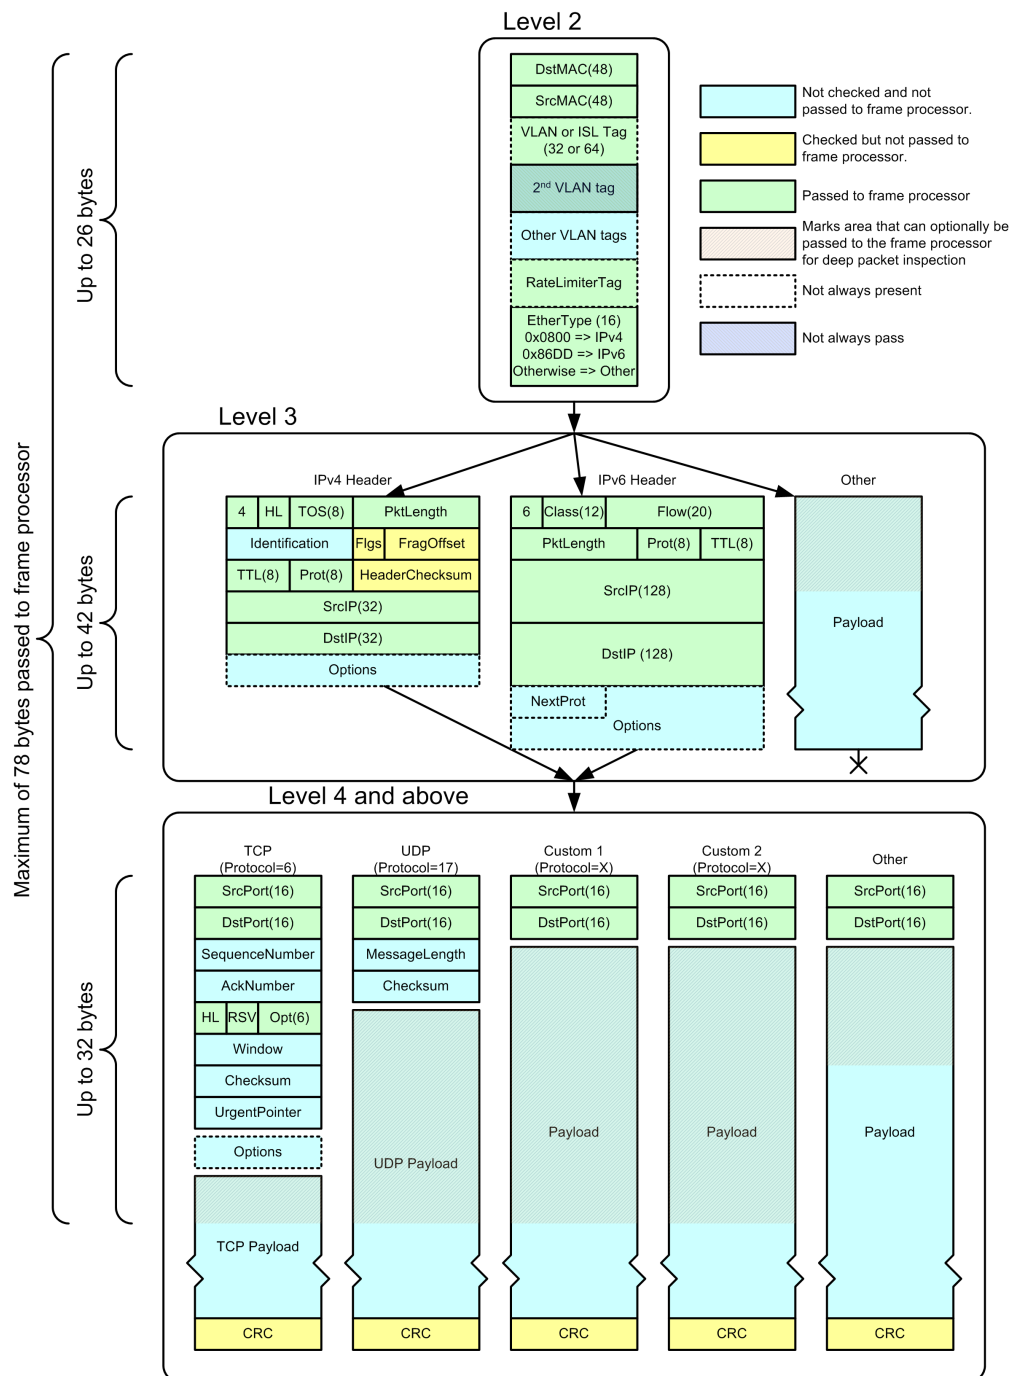 Level 2
DstMAC(48)
SrcMAC(48)
VLAN or ISL Tag
(32 or 64)
2nd VLAN tag
Other VLAN tags
RateLimiterTag
EtherType (16)
0x0800 => IPv4
0x86DD => IPv6
Otherwise => Other
Not checked and not
passed to frame processor.
Checked but not passed to
frame processor.
Passed to frame processor
Marks area that can optionally be
passed to the frame processor
for deep packet inspection
Not always present
Not always pass
Maximum of 78 bytes passed to frame processor
Up to 26 bytes
Level 3
Up to 42 bytes
IPv4 Header
4 HL TOS(8) PktLength
Identification Flgs FragOffset
TTL(8) Prot(8) HeaderChecksum
SrcIP(32)
DstIP(32)
Options
IPv6 Header
6 Class(12) Flow(20)
PktLength Prot(8) TTL(8)
SrcIP(128)
DstIP (128)
NextProt
Options
Other
Payload
Level 4 and above
Up to 32 bytes
TCP
(Protocol=6)
SrcPort(16)
DstPort(16)
SequenceNumber
AckNumber
HL RSV Opt(6)
Window
Checksum
UrgentPointer
Options
TCP Payload
CRC
UDP
(Protocol=17)
SrcPort(16)
DstPort(16)
MessageLength
Checksum
UDP Payload
CRC
Custom 1
(Protocol=X)
SrcPort(16)
DstPort(16)
Payload
CRC
Custom 2
(Protocol=X)
SrcPort(16)
DstPort(16)
Payload
CRC
Other
SrcPort(16)
DstPort(16)
Payload
CRC